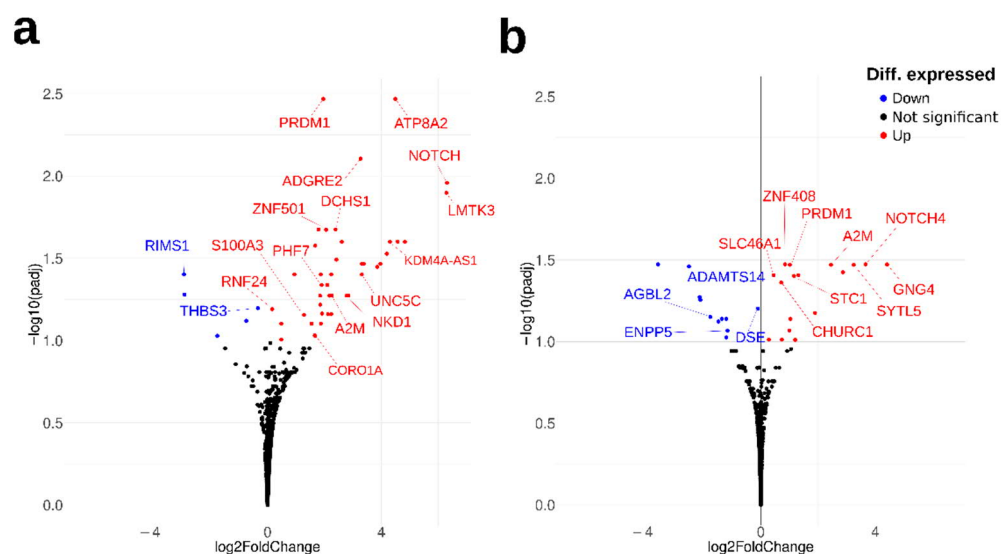 a
−log10(padj)
2.5
2.0
1.5
1.0
0.5
0.0
PRDM1
ATP8A2
NOTCH
ADGRE2
LMTK3
DCHS1
ZNF501
RIMS1
S100A3
PHF7
KDM4A-AS1
RNF24
UNC5C
THBS3
A2M
NKD1
CORO1A
−4
0
4
log2FoldChange
b
Diff. expressed
Down
Not significant
Up
−log10(padj)
2.5
2.0
1.5
1.0
0.5
0.0
ZNF408
PRDM1
NOTCH4
SLC46A1
A2M
ADAMTS14
GNG4
STC1
AGBL2
SYTL5
ENPP5
DSE
CHURC1
−4
0
4
log2FoldChange